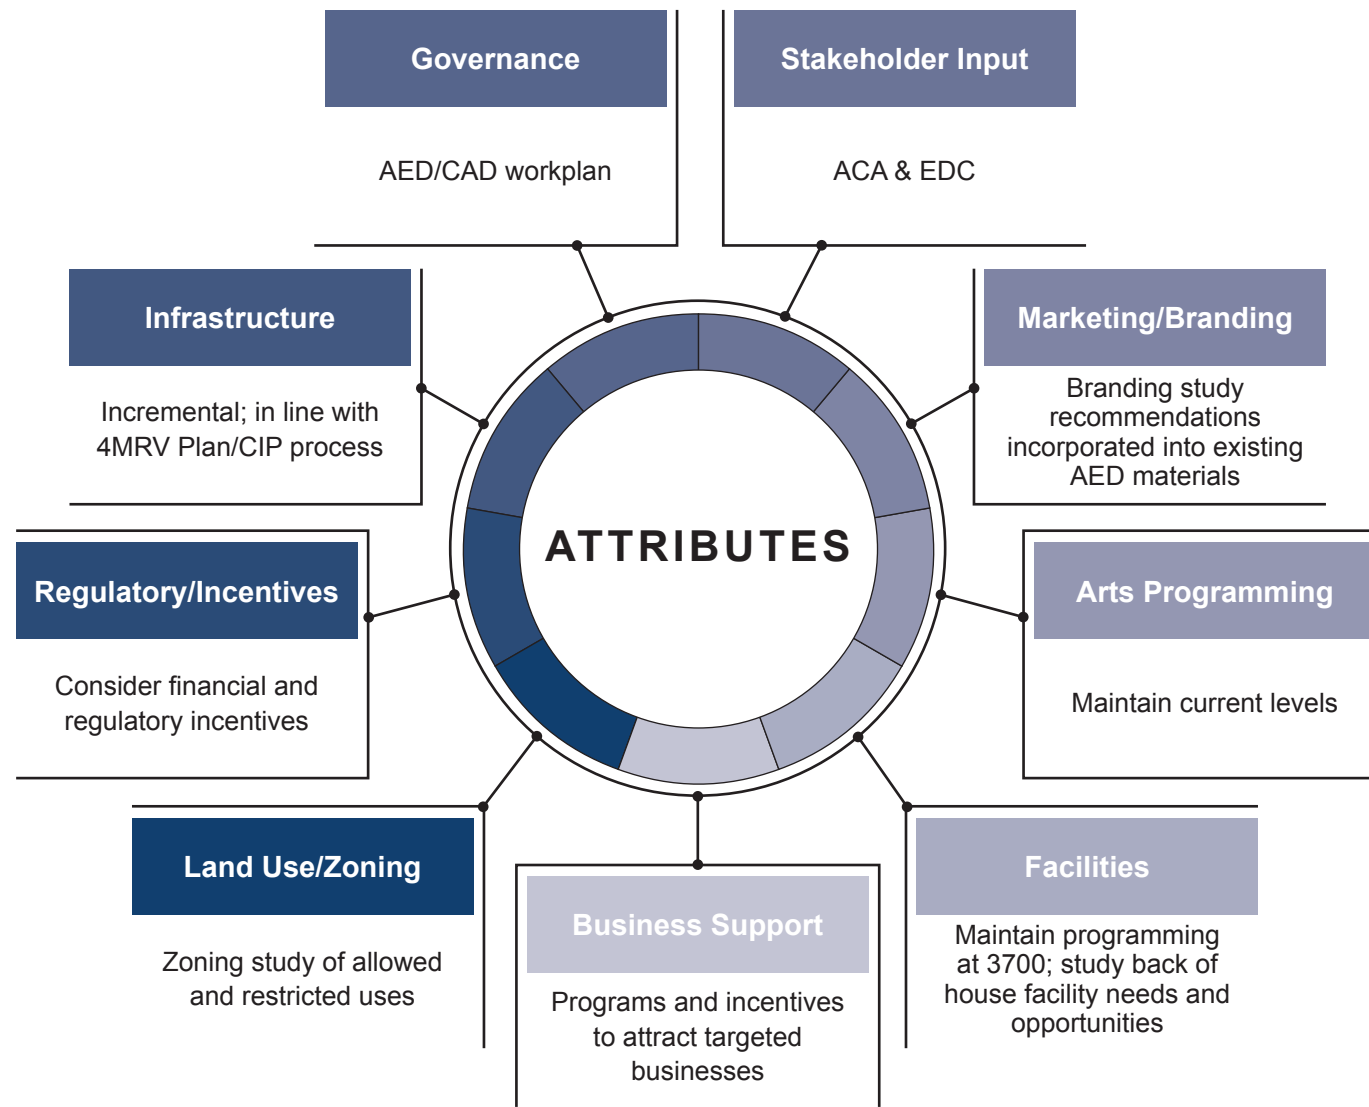 Governance
AED/CAD workplan
Stakeholder Input
ACA & EDC
Infrastructure
Incremental; in line with
4MRV Plan/CIP process
Marketing/Branding
Branding study
recommendations
incorporated into existing
AED materials
ATTRIBUTES
Regulatory/Incentives
Consider financial and
regulatory incentives
Arts Programming
Maintain current levels
Land Use/Zoning
Zoning study of allowed
and restricted uses
Business Support
Programs and incentives
to attract targeted
businesses
Facilities
Maintain programming
at 3700; study back of
house facility needs and
opportunities